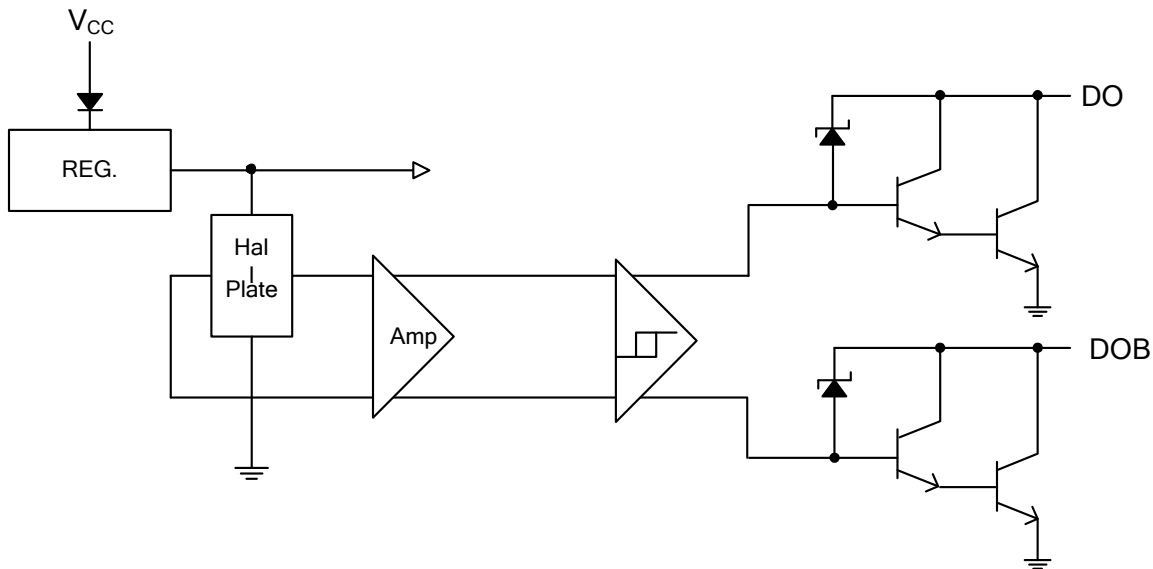 VCC
REG.
DO
Hal
l
Plate
Amp
DOB